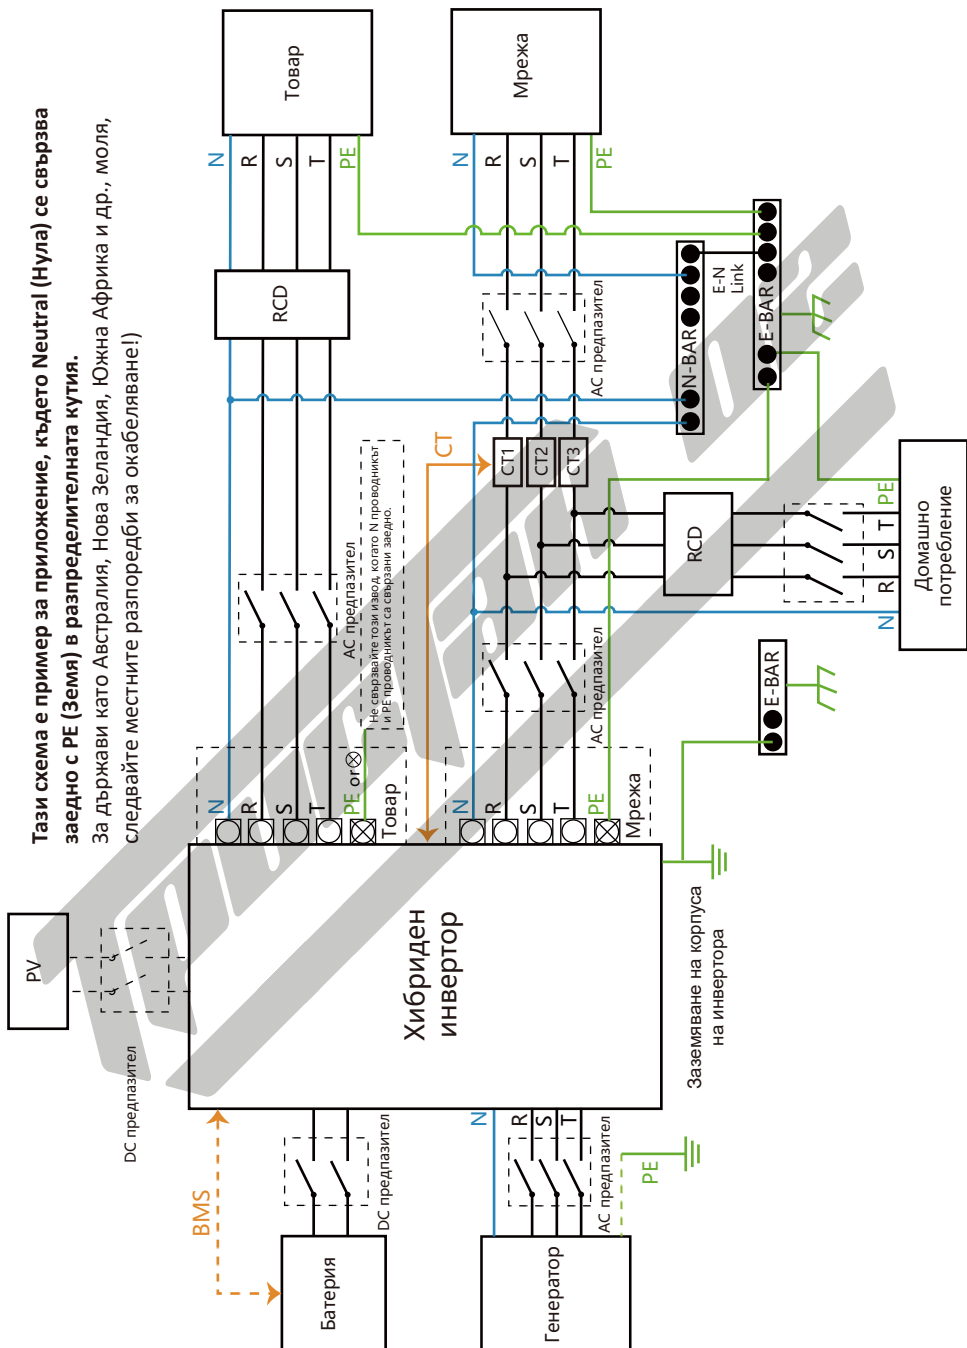 Тази схема е пример за приложение, където Neutral (Нула) се свързва
заедно с PE (Земя) в разпределителната кутия.
За държави като Австралия, Нова Зеландия, Южна Африка и др., моля,
следвайте местните разпоредби за окабеляване!)
PV
DC предпазител
BMS
Батерия
DC предпазител
Генератор
N
R
S
T
AC предпазител
PE
Хибриден
инвертор
Заземяване на корпуса
на инвертора
N
R
S
T
PE
or
Товар
Не свързвайте този извод, когато N проводникът
и PE проводникът са свързани заедно.
AC предпазител
RCD
N
R
S
T
PE
Товар
CT
N
R
S
T
PE
Мрежа
AC предпазител
CT1
CT2
CT3
AC предпазител
N
R
S
T
PE
Мрежа
N-BAR
E-N
Link
E-BAR
RCD
N
R
S
T
PE
Домашно
потребление
E-BAR